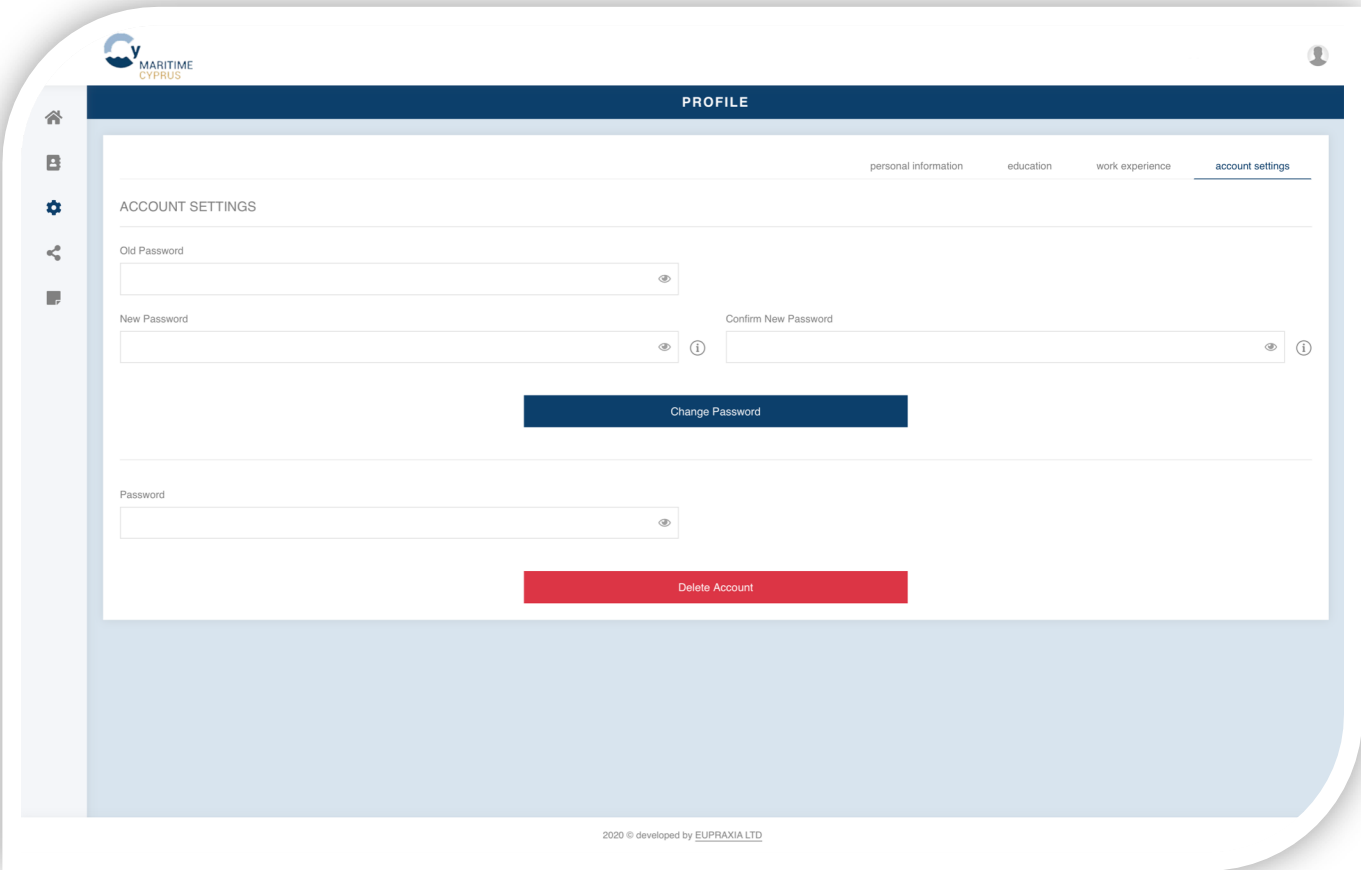 Cy
MARITIME
CYPRUS
PROFILE
personal information education work experience account settings
ACCOUNT SETTINGS
Old Password
New Password Confirm New Password
Change Password
Password
Delete Account
2020 © developed by EUPRAXIA LTD